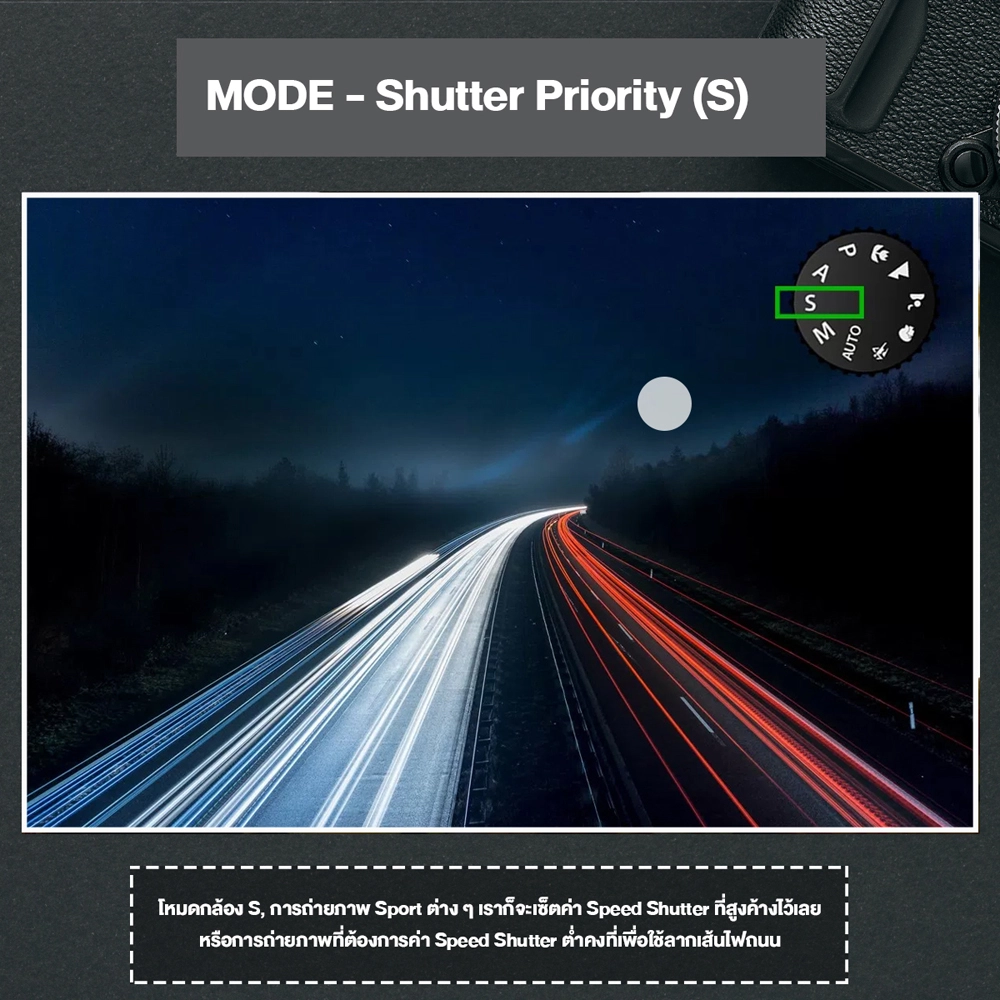 MODE - Shutter Priority (S)
P
A
S
M
AUTO
โหมดกล้อง S, การถ่ายภาพ Sport ต่าง ๆ เราก็จะเซ็ตค่า Speed Shutter ที่สูงค้างไว้เลย
หรือการถ่ายภาพที่ต้องการค่า Speed Shutter ต่ำคงที่เพื่อใช้ลากเส้นไฟถนน